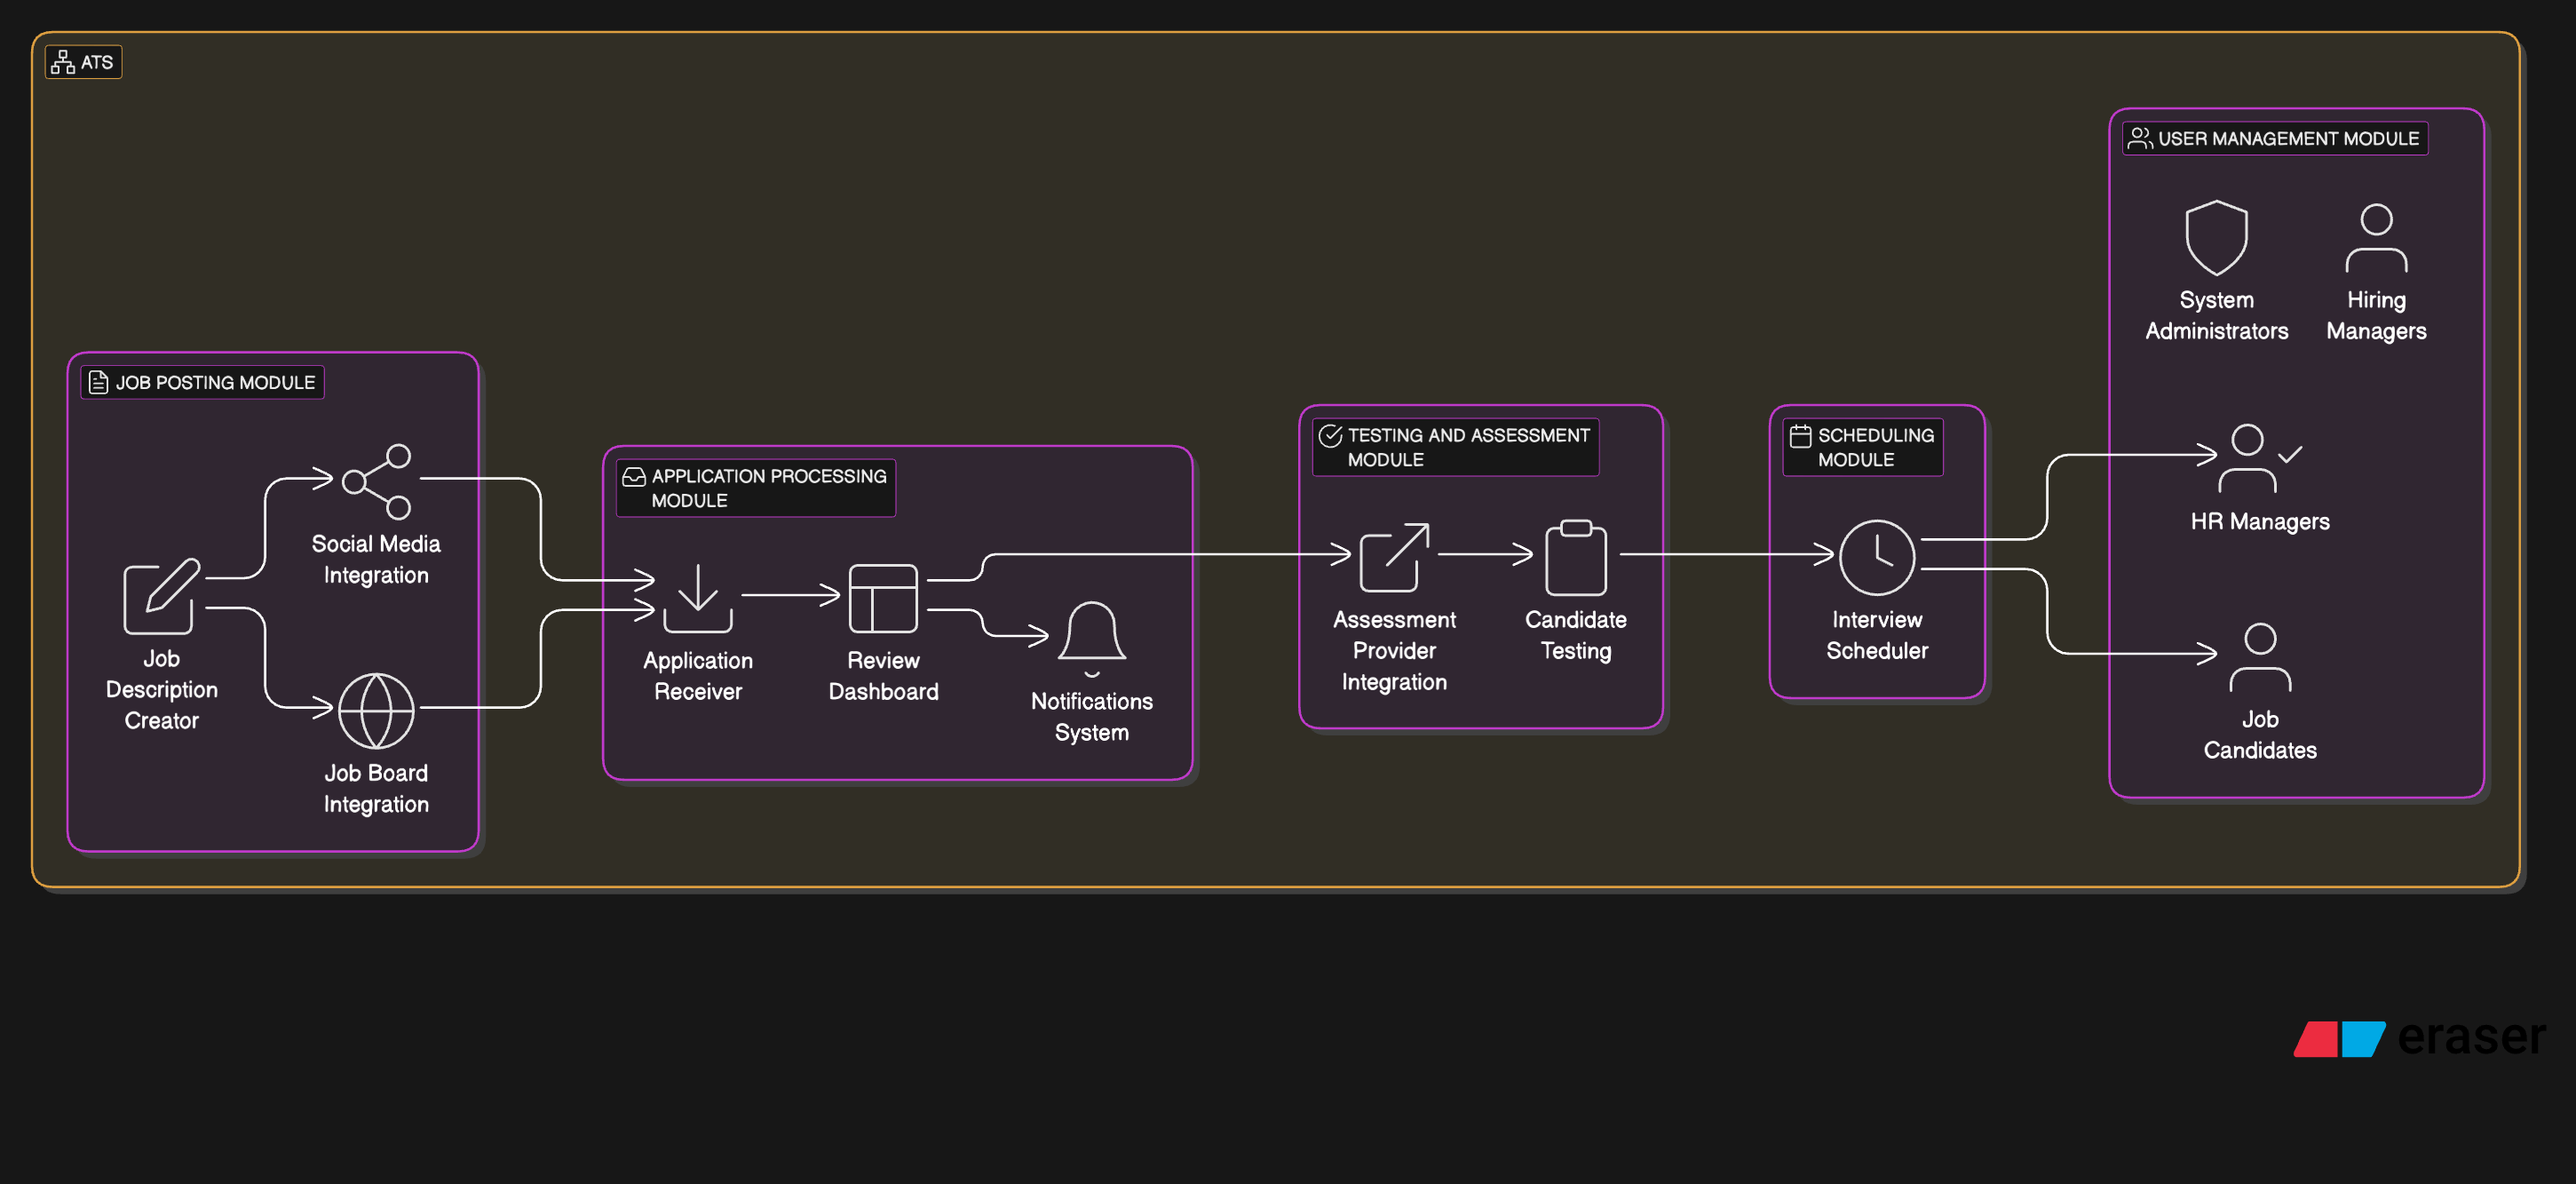 ATS
JOB POSTING MODULE
Social Media
Integration
Job
Description
Creator
Job Board
Integration
APPLICATION PROCESSING
MODULE
Application
Receiver
Review
Dashboard
Notifications
System
TESTING AND ASSESSMENT
MODULE
Assessment
Provider
Integration
Candidate
Testing
SCHEDULING
MODULE
Interview
Scheduler
USER MANAGEMENT MODULE
System
Administrators
Hiring
Managers
HR Managers
Job
Candidates
eraser